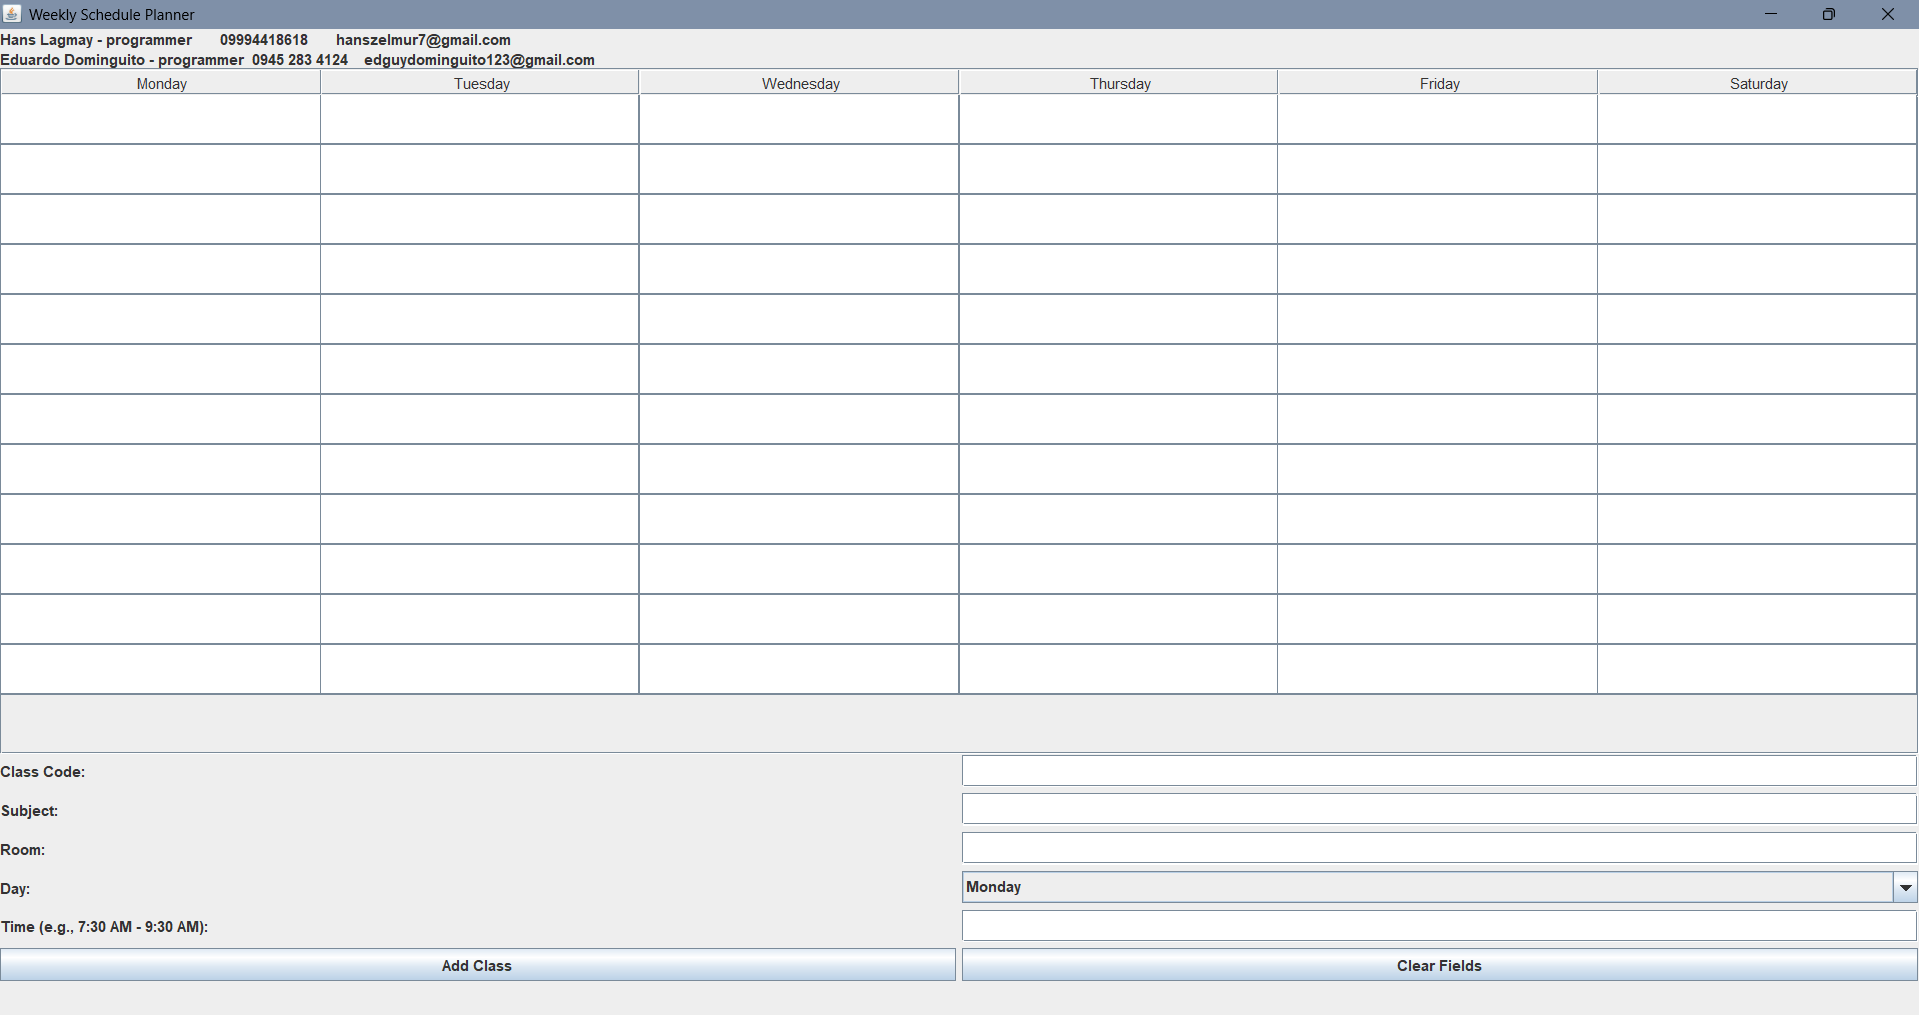 Weekly Schedule Planner
Hans Lagmay - programmer 09994418618 hanszelmur7@gmail.com
Eduardo Dominguito - programmer 0945 283 4124 edguydominguito123@gmail.com
Monday Tuesday Wednesday Thursday Friday Saturday
Class Code:
Subject:
Room:
Day: Monday
Time (e.g., 7:30 AM - 9:30 AM):
Add Class Clear Fields